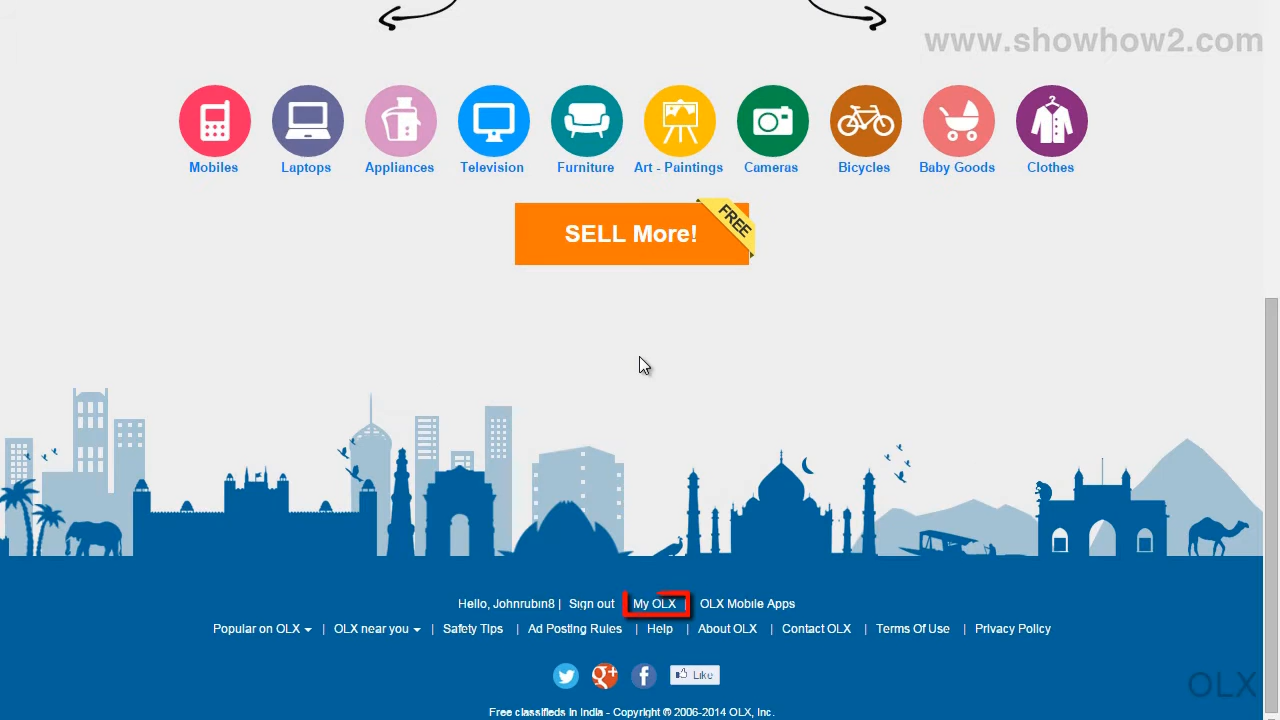 www.showhow2.com
Mobiles Laptops Appliances Television Furniture Art - Paintings Cameras Bicycles Baby Goods Clothes
SELL More!
FREE
Hello, Johnrubin8 | Sign out My OLX | OLX Mobile Apps
Popular on OLX | OLX near you | Safety Tips | Ad Posting Rules | Help | About OLX | Contact OLX | Terms Of Use | Privacy Policy
g+ f Like
OLX
Free classifieds in India - Copyright © 2006-2014 OLX, Inc.